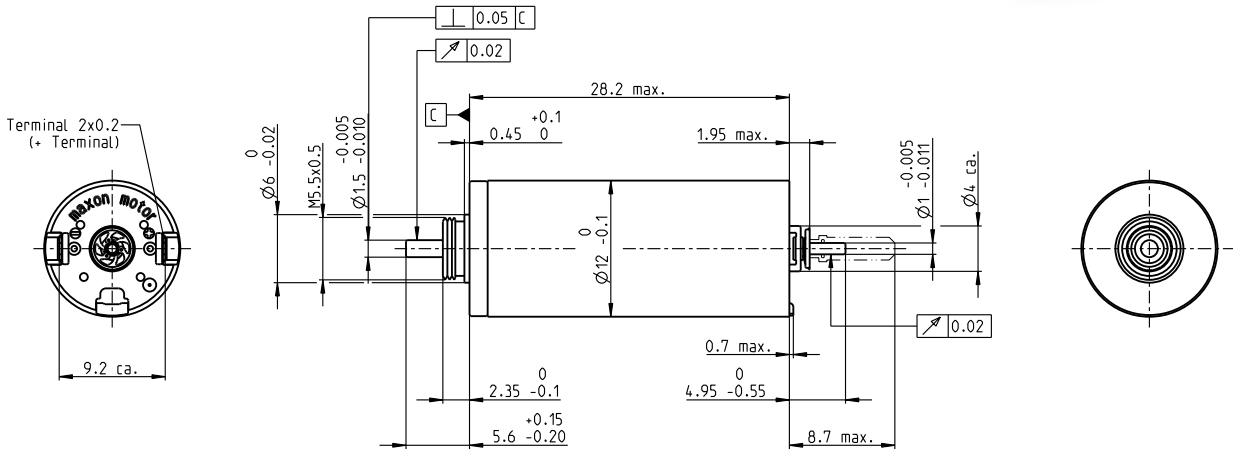 ⊥ 0.05 C
↗ 0.02
28.2 max.
C
+0.1
0.45 0
1.95 max.
Terminal 2x0.2
(+ Terminal)
0
Ø6 -0.02
M5.5x0.5
-0.005
Ø1.5 -0.010
0
Ø12 -0.1
-0.005
Ø1 -0.011
Ø4 ca.
maxon motor
↗ 0.02
0.7 max.
9.2 ca.
0
2.35 -0.1
0
4.95 -0.55
+0.15
5.6 -0.20
8.7 max.